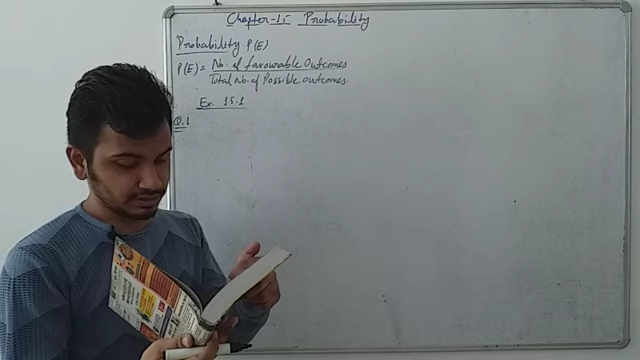 Chapter-15 Probability
Probability P(E)
P(E) = No. of favourable Outcomes
Total No. of Possible outcomes.
Ex. 15.1
Q.1